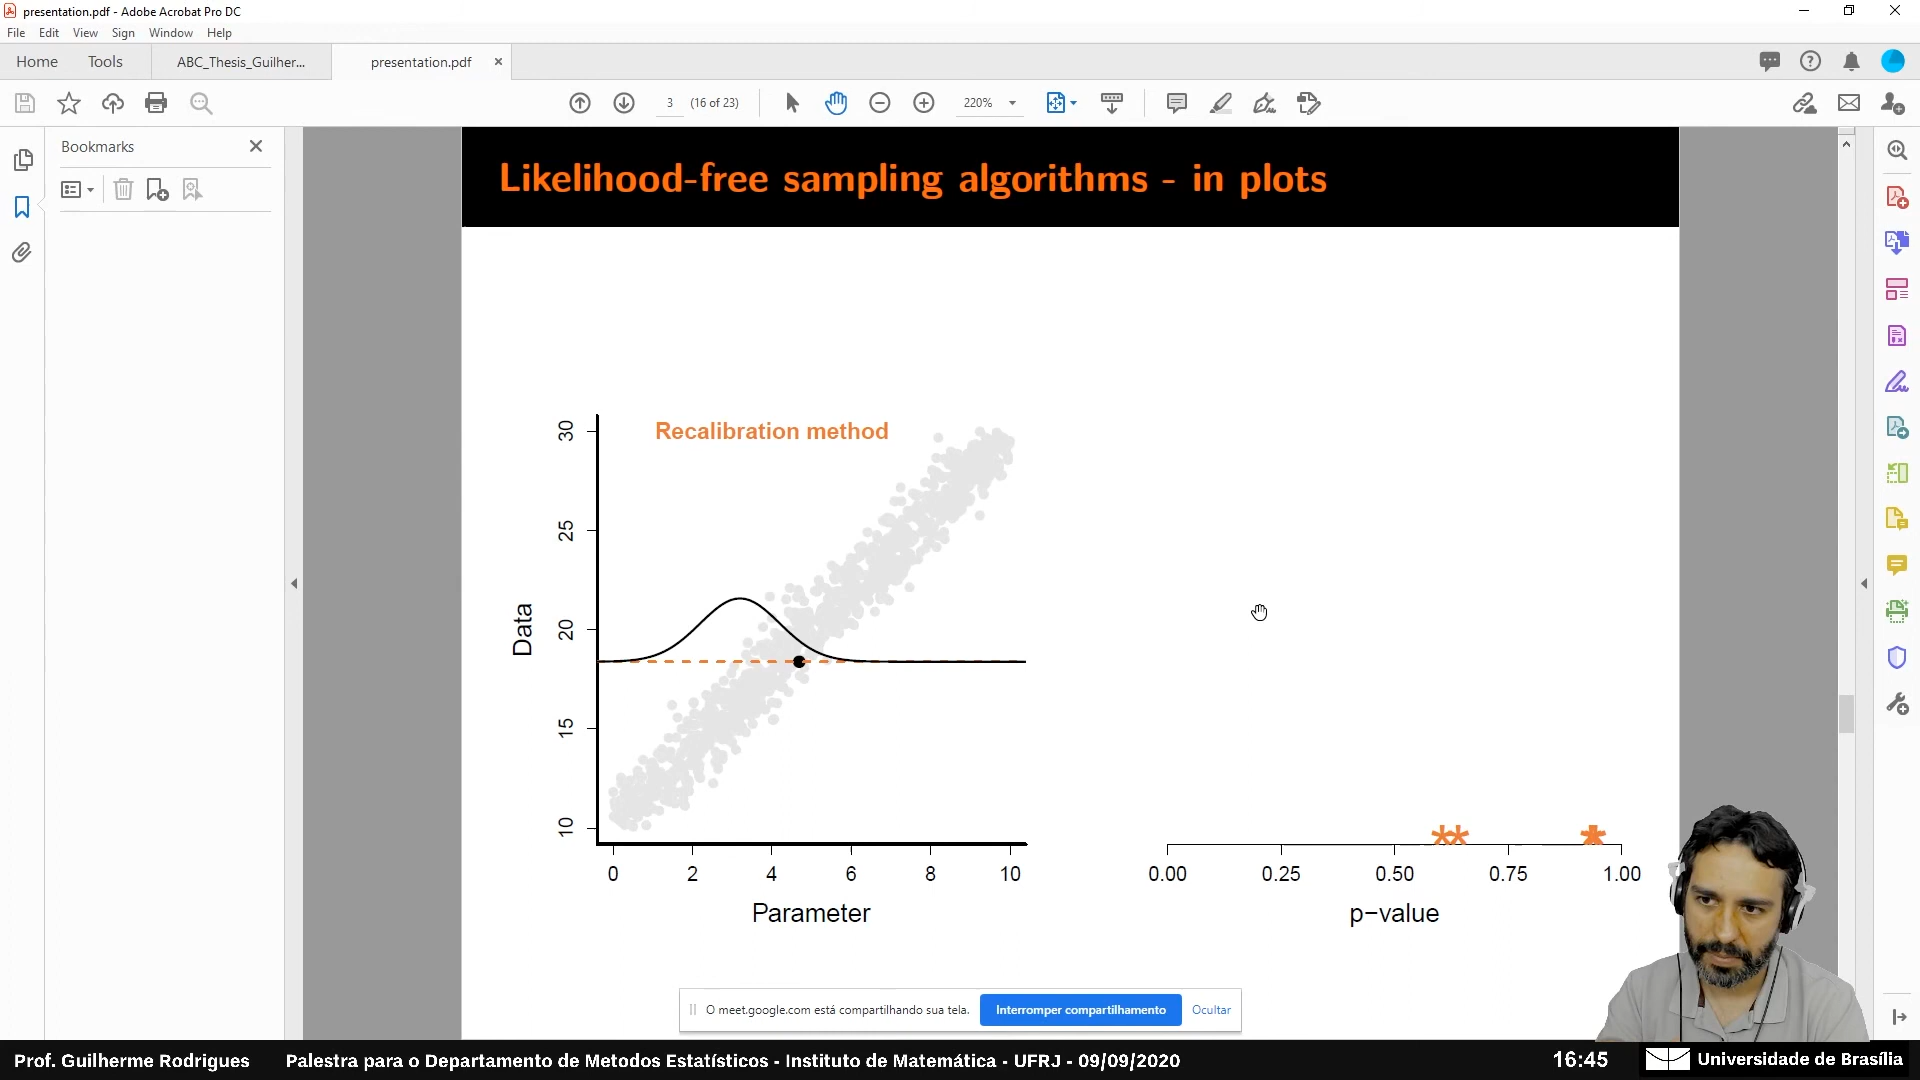 presentation.pdf - Adobe Acrobat Pro DC
File Edit View Sign Window Help
Home Tools ABC_Thesis_Guilher... presentation.pdf
3 (16 of 23) 220%
Bookmarks
Likelihood-free sampling algorithms - in plots
Recalibration method
30
25
20
15
10
Data
0 2 4 6 8 10
Parameter
0.00 0.25 0.50 0.75 1.00
p-value
O meet.google.com está compartilhando sua tela. Interromper compartilhamento Ocultar
Prof. Guilherme Rodrigues Palestra para o Departamento de Metodos Estatísticos - Instituto de Matemática - UFRJ - 09/09/2020 16:45 Universidade de Brasília